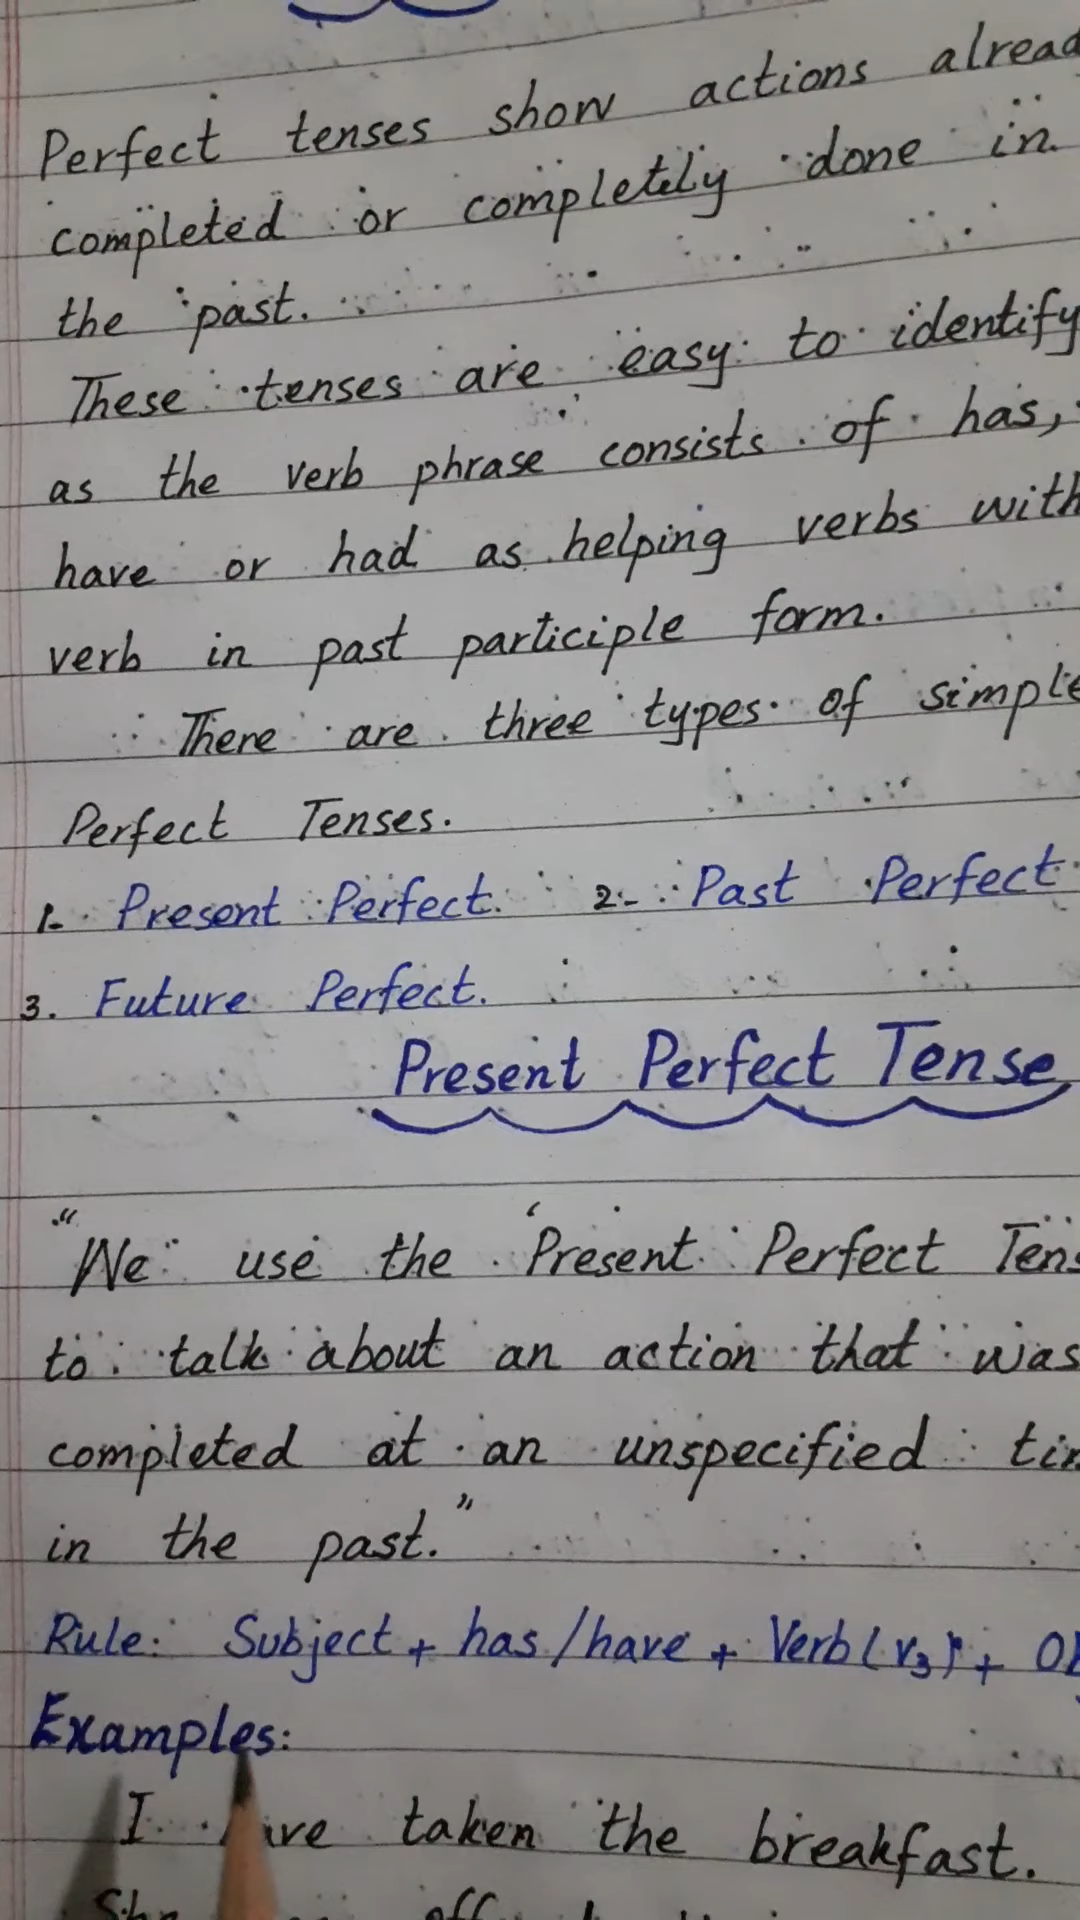 Perfect tenses show actions alread
completed or completely done in
the past.
These tenses are easy to identify
as the verb phrase consists of has,
have or had as helping verbs with
verb in past participle form.
There are three types of simple
Perfect Tenses.
1. Present Perfect. 2. Past Perfect
3. Future Perfect.
Present Perfect Tense
"We use the 'Present Perfect Tens
to talk about an action that was
completed at an unspecified
in the past."
Rule: Subject + has/have + Verb (v3) + Ob
Examples:
I taken the breakfast.